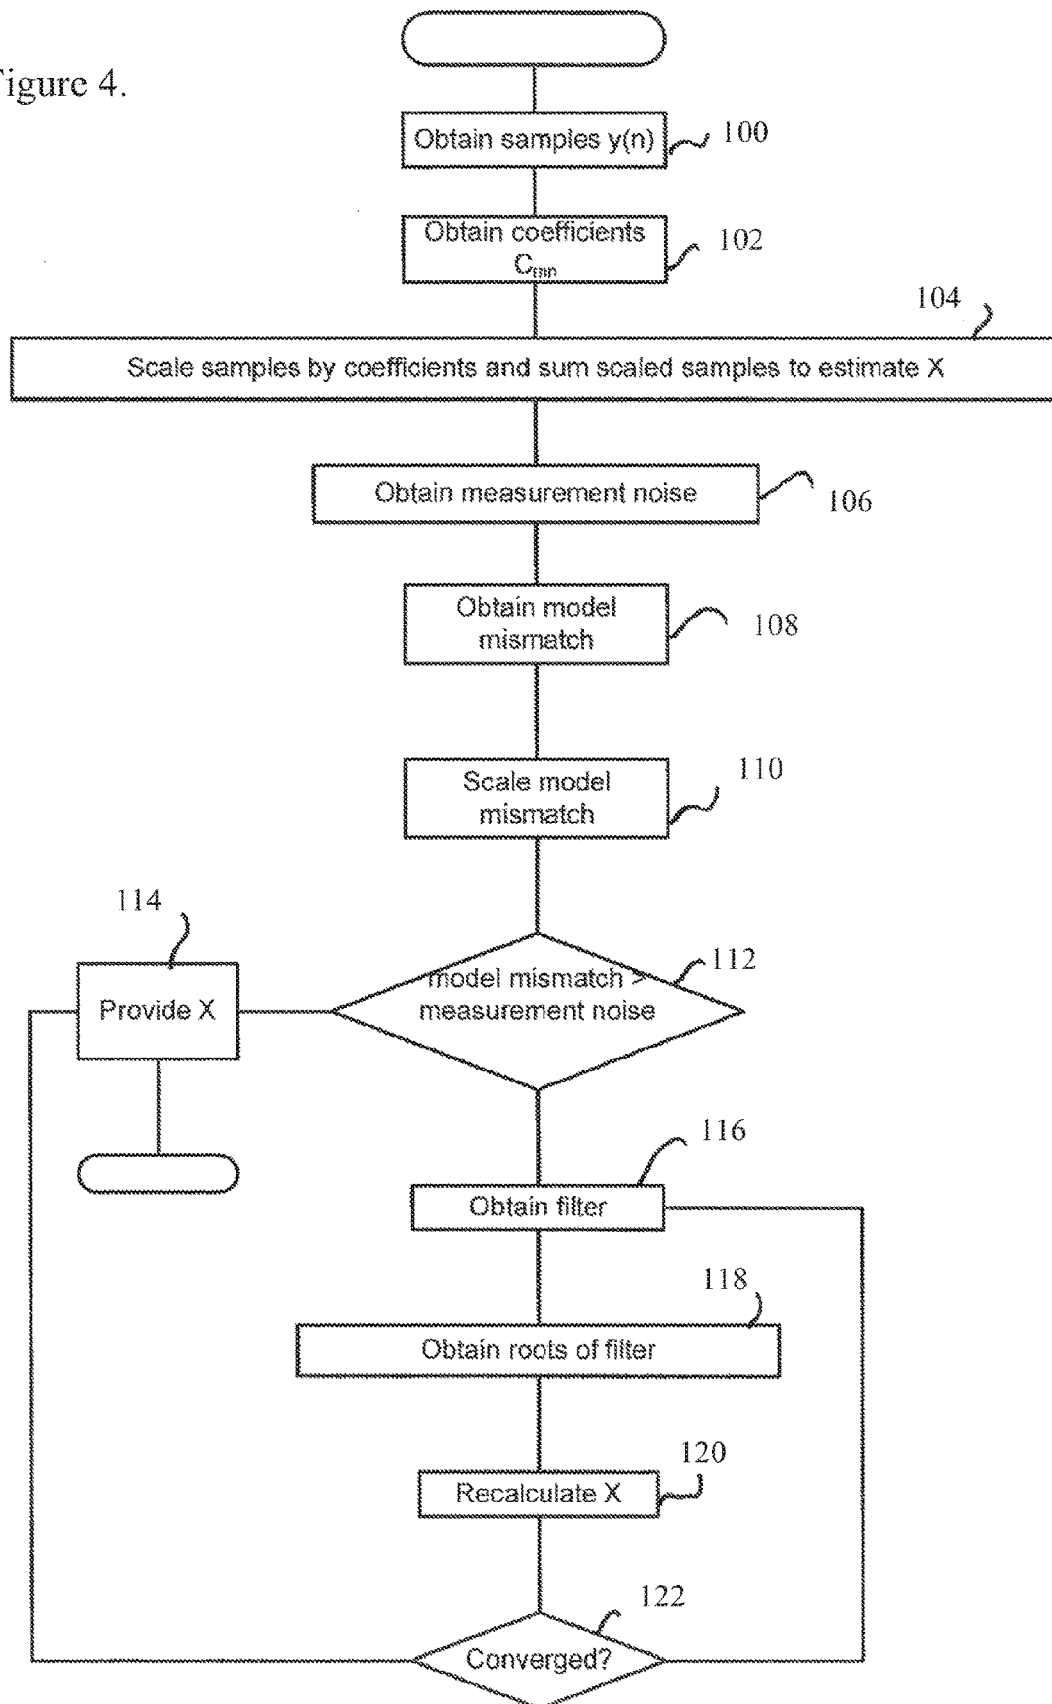 Figure 4.
Obtain samples y(n)
100
Obtain coefficients
Cmn
102
104
Scale samples by coefficients and sum scaled samples to estimate X
Obtain measurement noise
106
Obtain model
mismatch
108
Scale model
mismatch
110
114
Provide X
model mismatch >
measurement noise
112
116
Obtain filter
118
Obtain roots of filter
120
Recalculate X
122
Converged?